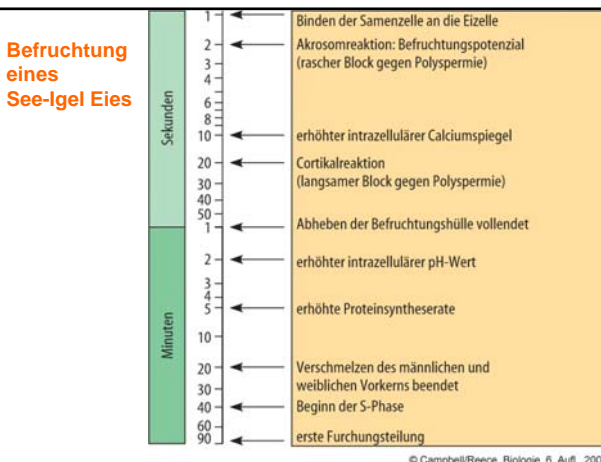 Befruchtung
eines
See-Igel Eies
Sekunden
1
2
3
4
6
8
10
20
30
40
50
Minuten
1
2
3
4
5
10
20
30
40
60
90
Binden der Samenzelle an die Eizelle
Akrosomreaktion: Befruchtungspotenzial
(rascher Block gegen Polyspermie)
erhöhter intrazellulärer Calciumspiegel
Cortikalreaktion
(langsamer Block gegen Polyspermie)
Abheben der Befruchtungshülle vollendet
erhöhter intrazellulärer pH-Wert
erhöhte Proteinsyntheserate
Verschmelzen des männlichen und
weiblichen Vorkerns beendet
Beginn der S-Phase
erste Furchungsteilung
© Campbell/Reece, Biologie, 6. Aufl.,